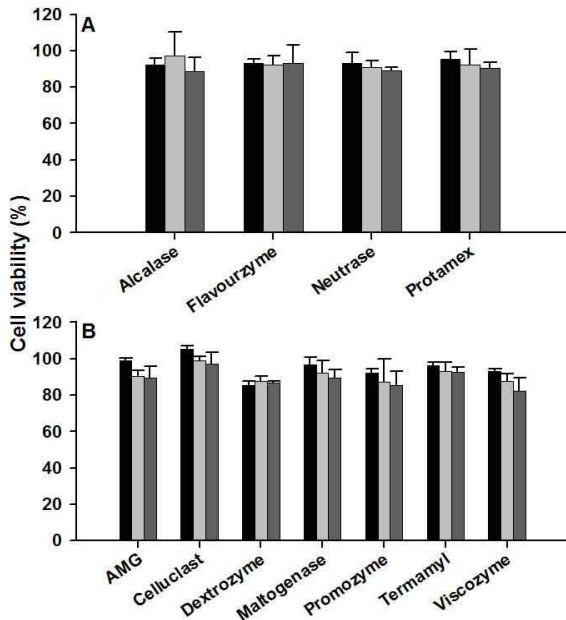 A
120
100
80
60
40
20
0
Alcalase
Flavourzyme
Neutrase
Protamex
Cell viability (%)
B
120
100
80
60
40
20
0
AMG
Celluclast
Dextrozyme
Maltogenase
Promozyme
Termamyl
Viscozyme